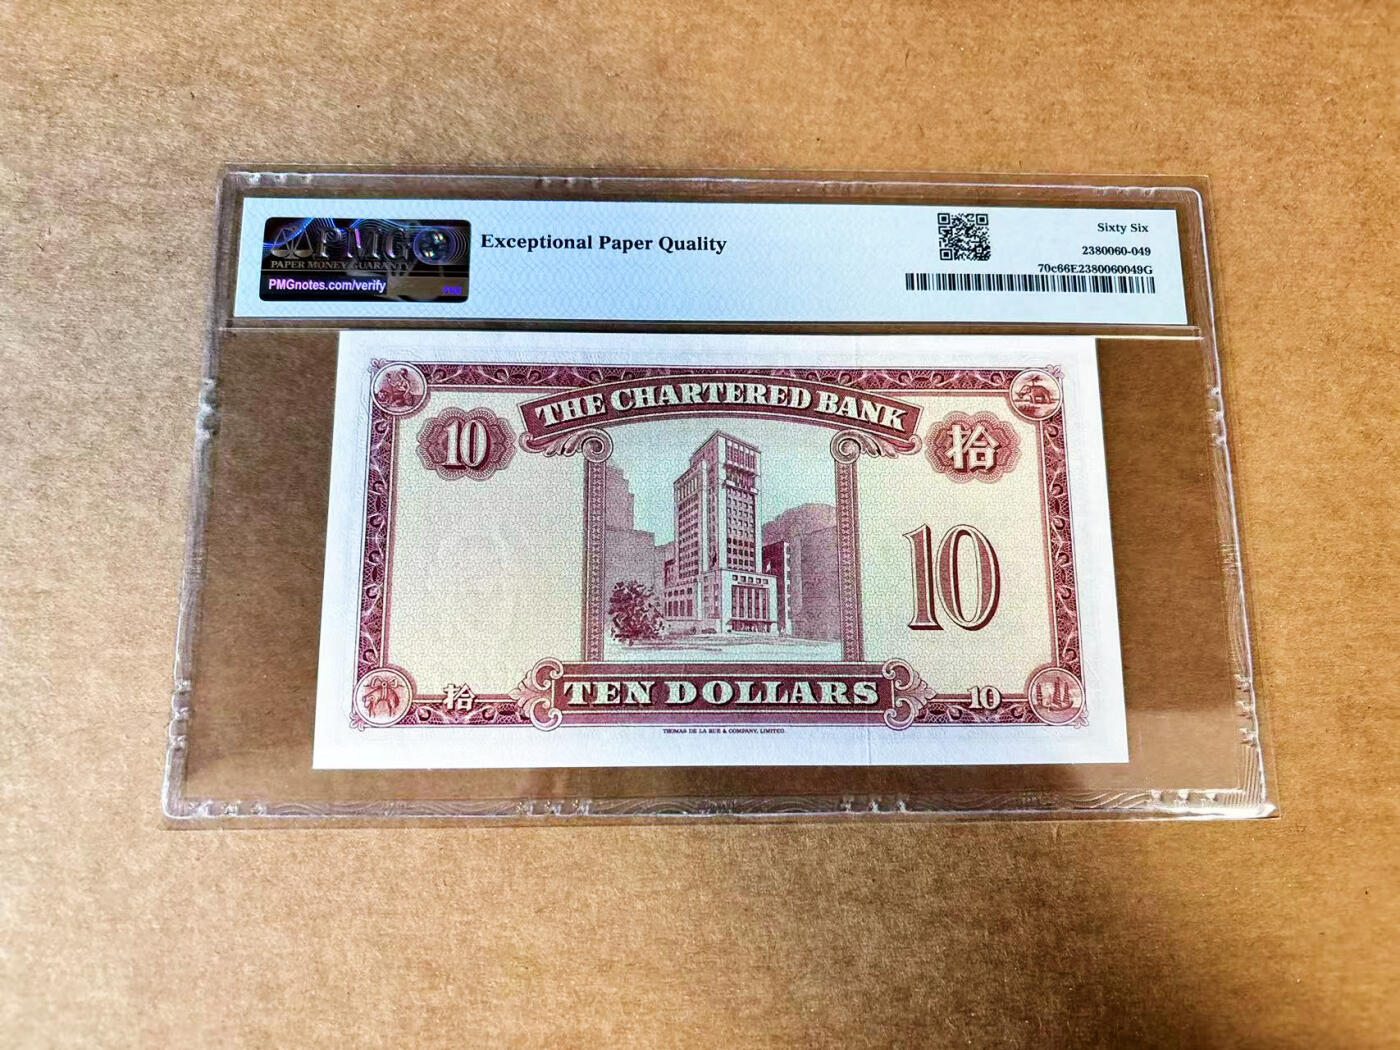 PMG
PAPER MONEY GUARANTY
PMGnotes.com/verify
Exceptional Paper Quality
Sixty Six
2380060-049
70c66E2380060049G
THE CHARTERED BANK
10
拾
10
拾
TEN DOLLARS
10
THOMAS DE LA RUE & COMPANY, LIMITED.